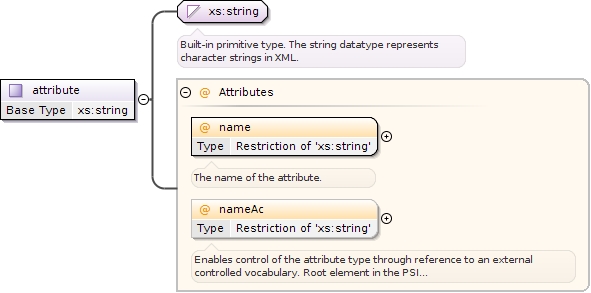 xs:string
Built-in primitive type. The string datatype represents
character strings in XML.
attribute
Base Type xs:string
@ Attributes
@ name
Type Restriction of 'xs:string'
The name of the attribute.
@ nameAc
Type Restriction of 'xs:string'
Enables control of the attribute type through reference to an external
controlled vocabulary. Root element in the PSI...